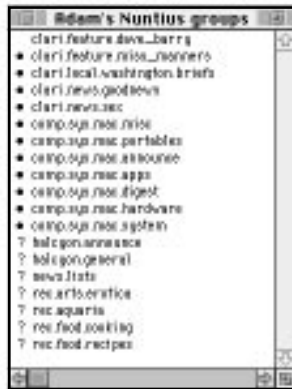 Adam's Nuntius groups
clari.feature.dave_barry
• clari.feature.miss_manners
• clari.local.washington.briefs
• clari.news.goodnews
• clari.news.sex
• comp.sys.mac.misc
• comp.sys.mac.portables
• comp.sys.mac.announce
• comp.sys.mac.apps
• comp.sys.mac.digest
• comp.sys.mac.hardware
• comp.sys.mac.system
? halcyon.announce
? halcyon.general
? news.lists
? rec.arts.erotica
? rec.aquaria
? rec.food.cooking
? rec.food.recipes